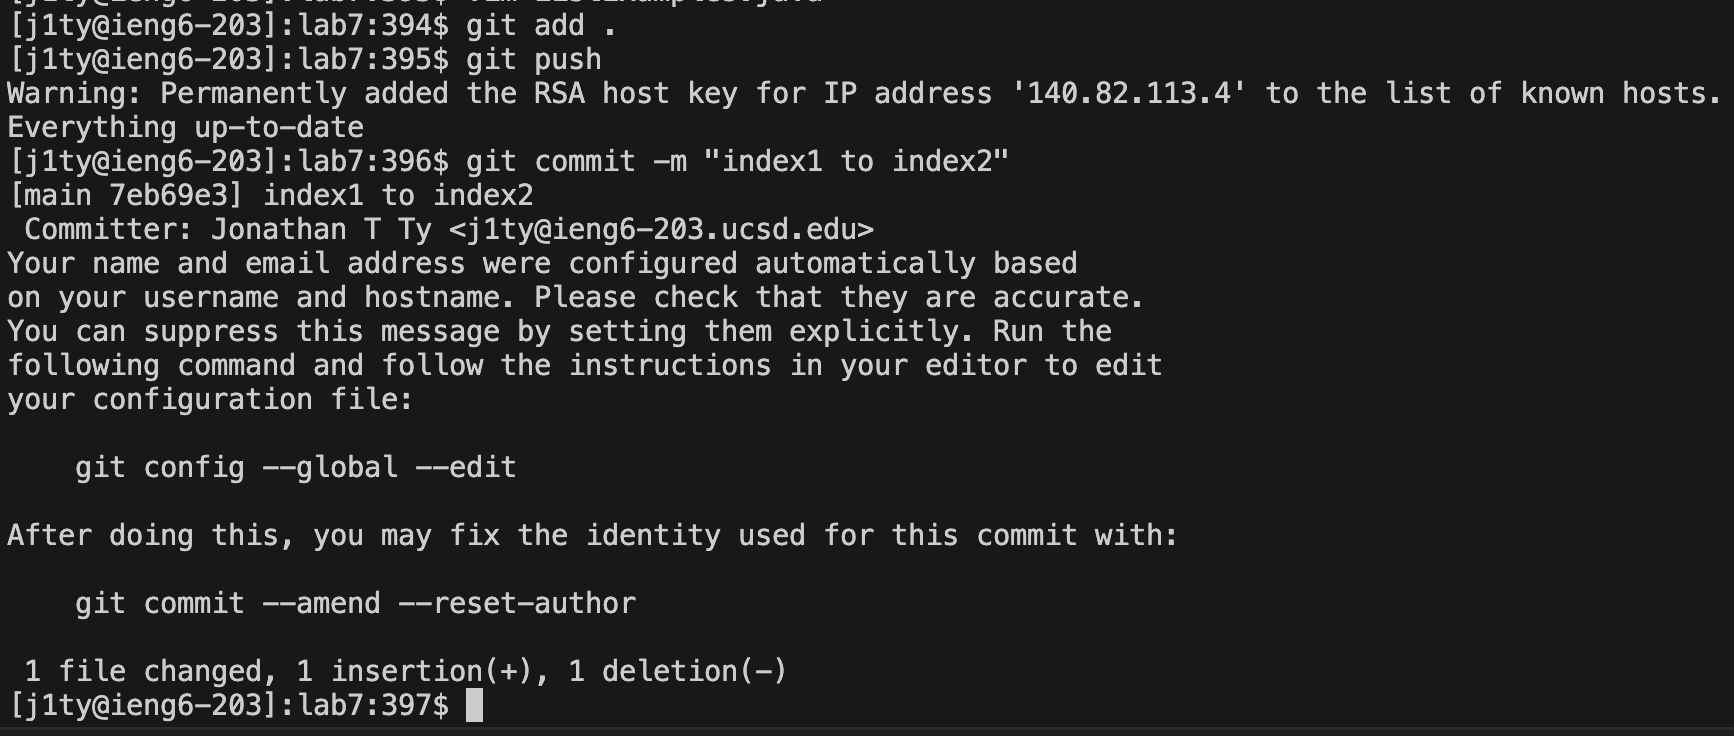 [j1ty@ieng6-203]:lab7:394$ git add .
[j1ty@ieng6-203]:lab7:395$ git push
Warning: Permanently added the RSA host key for IP address '140.82.113.4' to the list of known hosts.
Everything up-to-date
[j1ty@ieng6-203]:lab7:396$ git commit -m "index1 to index2"
[main 7eb69e3] index1 to index2
 Committer: Jonathan T Ty <j1ty@ieng6-203.ucsd.edu>
Your name and email address were configured automatically based
on your username and hostname. Please check that they are accurate.
You can suppress this message by setting them explicitly. Run the
following command and follow the instructions in your editor to edit
your configuration file:

    git config --global --edit

After doing this, you may fix the identity used for this commit with:

    git commit --amend --reset-author

 1 file changed, 1 insertion(+), 1 deletion(-)
[j1ty@ieng6-203]:lab7:397$